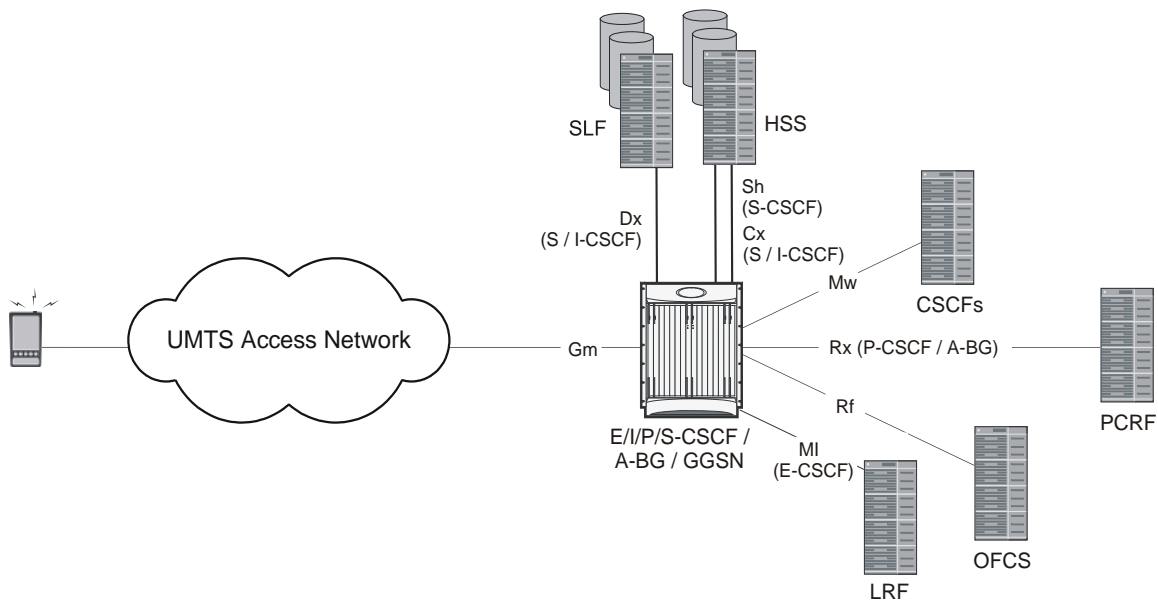 SLF
HSS
Dx
(S / I-CSCF)
Sh
(S-CSCF)
Cx
(S / I-CSCF)
Mw
CSCFs
UMTS Access Network
Gm
Rx (P-CSCF / A-BG)
PCRF
Rf
E/I/P/S-CSCF /
A-BG / GGSN
MI
(E-CSCF)
OFCS
LRF